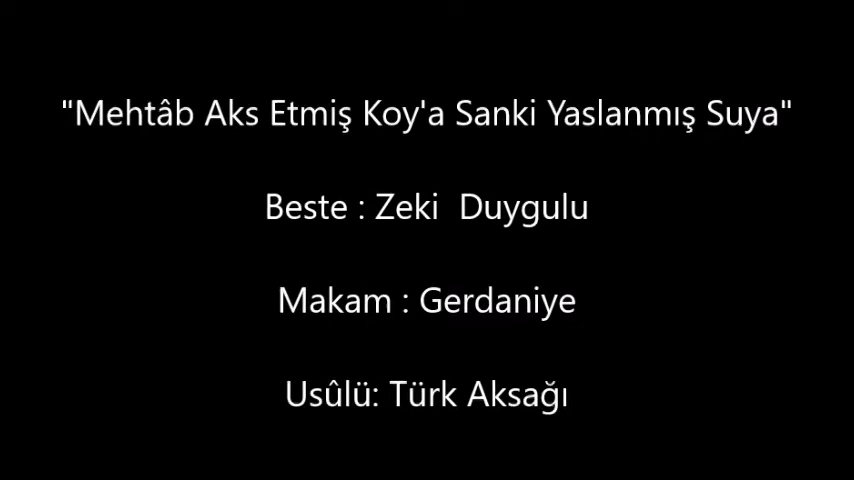 "Mehtâb Aks Etmiş Koy'a Sanki Yaslanmış Suya"
Beste : Zeki  Duygulu
Makam : Gerdaniye
Usûlü: Türk Aksağı